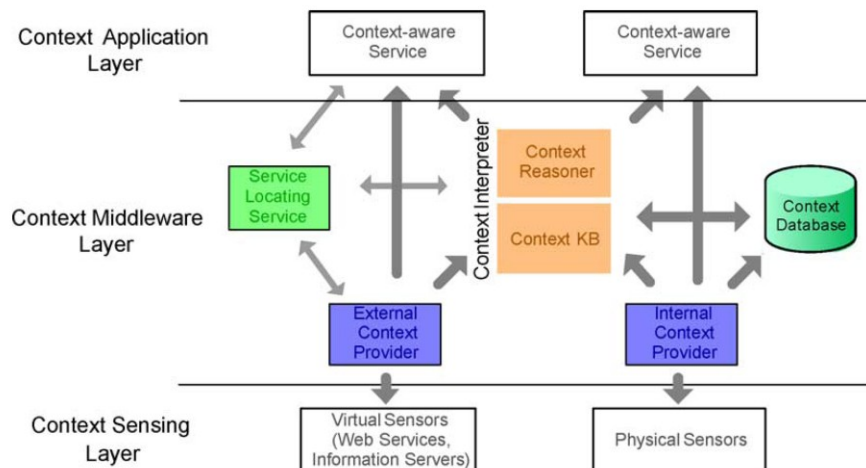 Context Application
Layer
Context-aware
Service
Context-aware
Service
Context Middleware
Layer
Service
Locating
Service
Context Interpreter
Context
Reasoner
Context KB
Context
Database
External
Context
Provider
Internal
Context
Provider
Context Sensing
Layer
Virtual Sensors
(Web Services,
Information Servers)
Physical Sensors